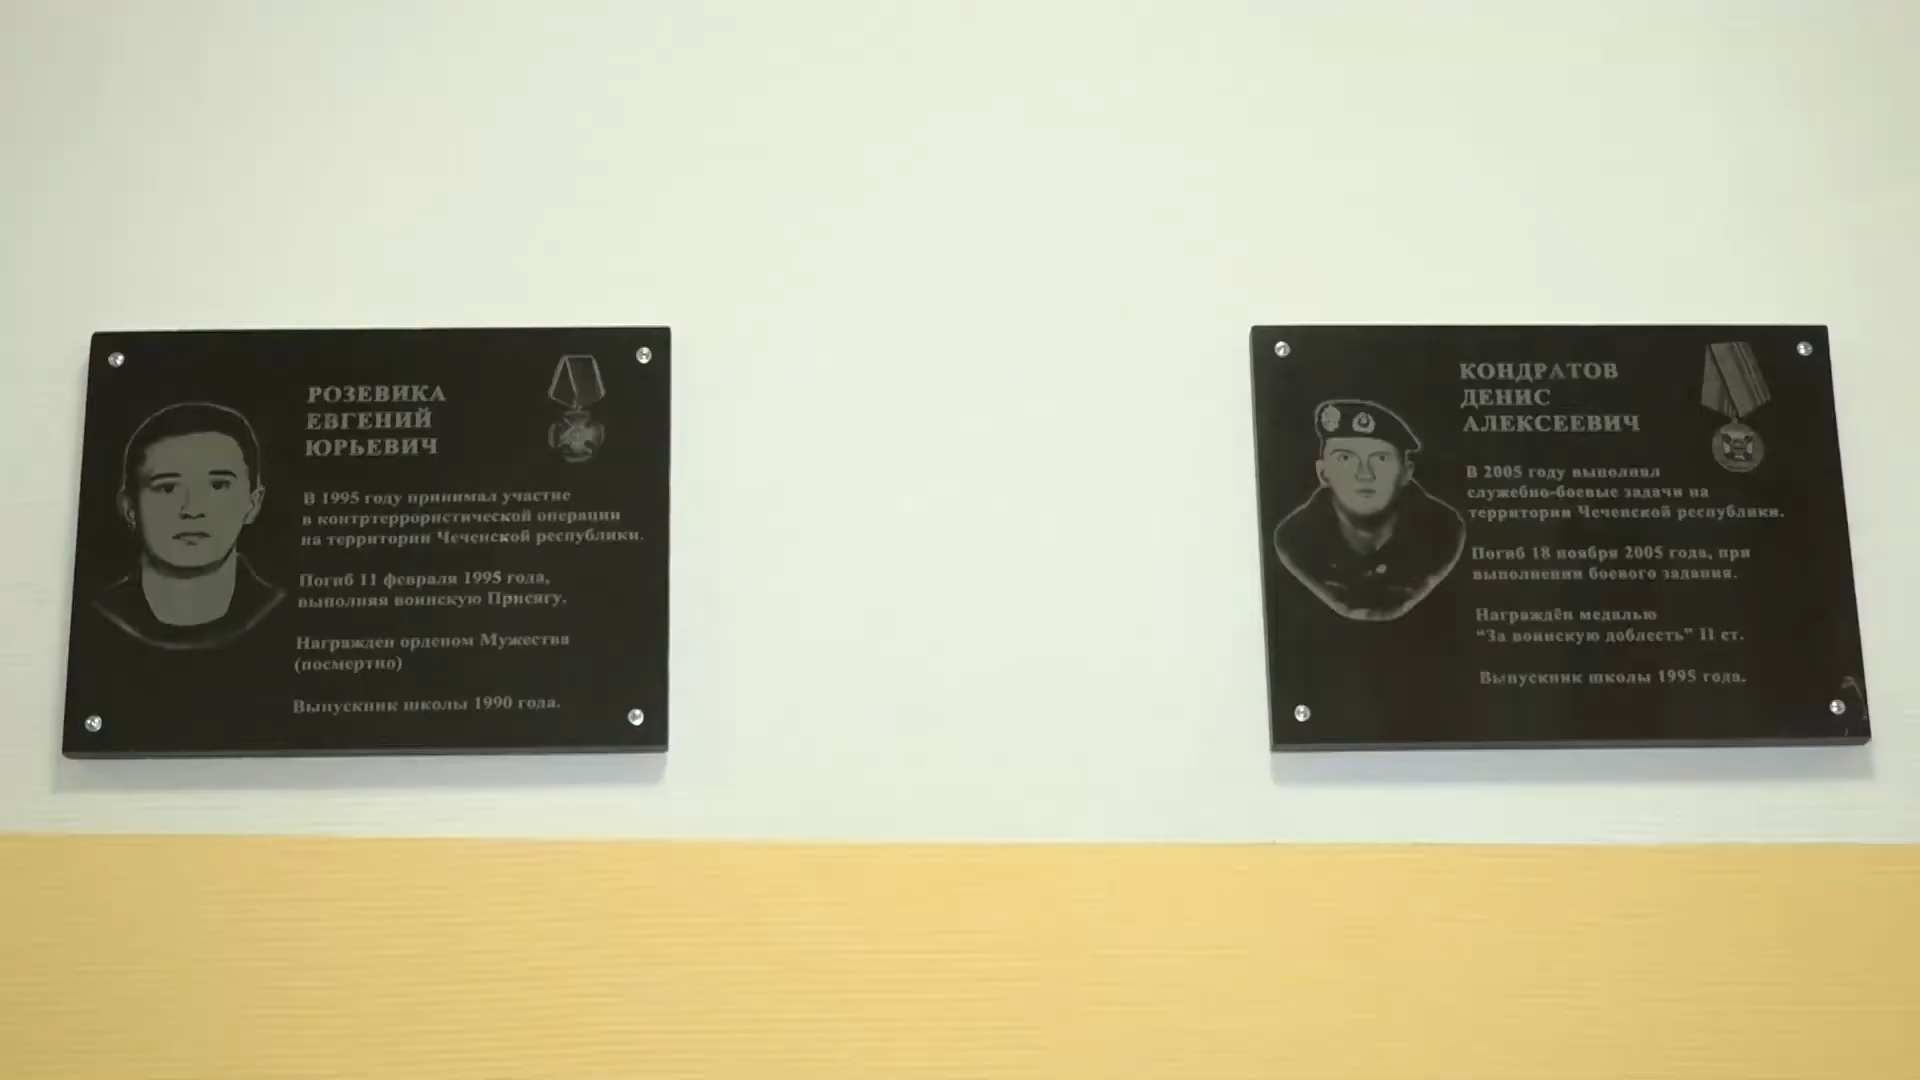 РОЗЕВИКА
ЕВГЕНИЙ
ЮРЬЕВИЧ
В 1995 году принимал участие
в контртеррористической операции
на территории Чеченской республики.
Погиб 11 февраля 1995 года,
выполняя воинскую Присягу.
Награжден орденом Мужества
(посмертно)
Выпускник школы 1990 года.
КОНДРАТОВ
ДЕНИС
АЛЕКСЕЕВИЧ
В 2005 году выполнял
служебно-боевые задачи на
территории Чеченской республики.
Погиб 18 ноября 2005 года, при
выполнении боевого задания.
Награждён медалью
“За воинскую доблесть” II ст.
Выпускник школы 1995 года.